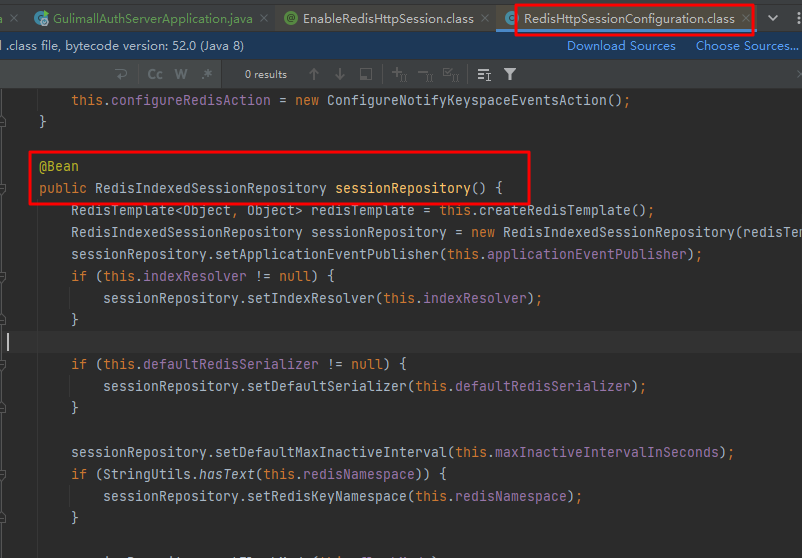 a GulimallAuthServerApplication.java EnableRedisHttpSession.class RedisHttpSessionConfiguration.class
.class file, bytecode version: 52.0 (Java 8) Download Sources Choose Sources...
Cc W .* 0 results
this.configureRedisAction = new ConfigureNotifyKeyspaceEventsAction();
}
@Bean
public RedisIndexedSessionRepository sessionRepository() {
RedisTemplate<Object, Object> redisTemplate = this.createRedisTemplate();
RedisIndexedSessionRepository sessionRepository = new RedisIndexedSessionRepository(redisTem
sessionRepository.setApplicationEventPublisher(this.applicationEventPublisher);
if (this.indexResolver != null) {
sessionRepository.setIndexResolver(this.indexResolver);
}
if (this.defaultRedisSerializer != null) {
sessionRepository.setDefaultSerializer(this.defaultRedisSerializer);
}
sessionRepository.setDefaultMaxInactiveInterval(this.maxInactiveIntervalInSeconds);
if (StringUtils.hasText(this.redisNamespace)) {
sessionRepository.setRedisKeyNamespace(this.redisNamespace);
}